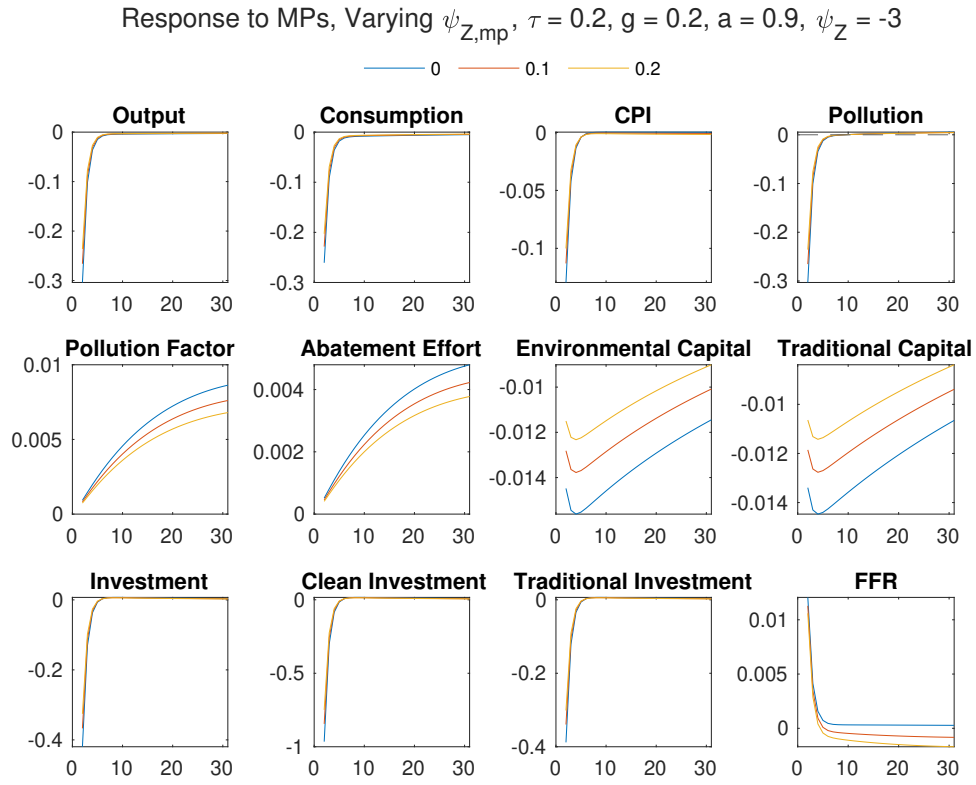 Response to MPs, Varying ψ_{Z,mp}, τ = 0.2, g = 0.2, a = 0.9, ψ_Z = -3
0 0.1 0.2
Output Consumption CPI Pollution
0 0 0 0
-0.1 -0.1 -0.05 -0.1
-0.2 -0.2 -0.1 -0.2
-0.3 -0.3 -0.3
0 10 20 30 0 10 20 30 0 10 20 30 0 10 20 30
Pollution Factor Abatement Effort Environmental Capital Traditional Capital
0.01 0.004 -0.01 -0.01
0.005 0.002 -0.012 -0.012
0 0 -0.014 -0.014
0 10 20 30 0 10 20 30 0 10 20 30 0 10 20 30
Investment Clean Investment Traditional Investment FFR
0 0 0 0.01
-0.2 -0.5 -0.2 0.005
-0.4 -1 -0.4 0
0 10 20 30 0 10 20 30 0 10 20 30 0 10 20 30